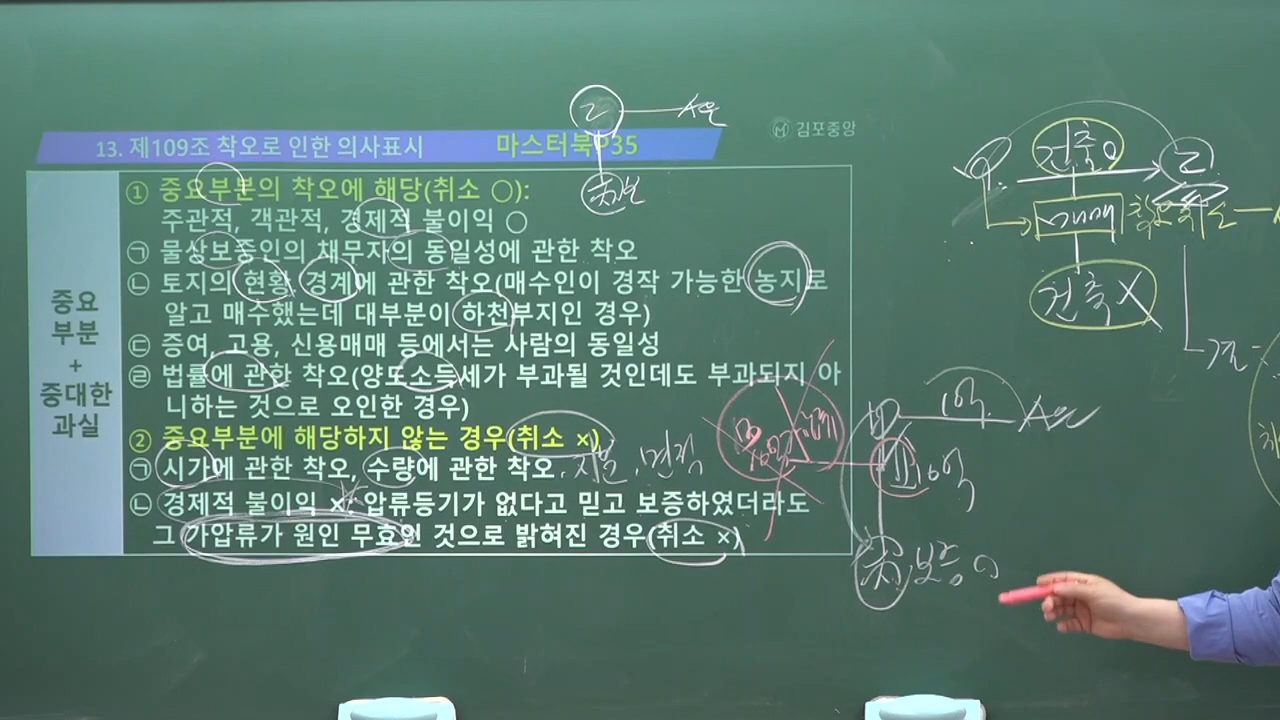 김포중앙
13. 제109조 착오로 인한 의사표시 마스터북P35
중요
부분
+
중대한
과실
① 중요부분의 착오에 해당(취소 ○):
주관적, 객관적, 경제적 불이익 ○
㉠ 물상보증인의 채무자의 동일성에 관한 착오
㉡ 토지의 현황, 경계에 관한 착오(매수인이 경작 가능한 농지로
알고 매수했는데 대부분이 하천부지인 경우)
㉢ 증여, 고용, 신용매매 등에서는 사람의 동일성
㉣ 법률에 관한 착오(양도소득세가 부과될 것인데도 부과되지 아
니하는 것으로 오인한 경우)
② 중요부분에 해당하지 않는 경우(취소 ×)
㉠ 시가에 관한 착오, 수량에 관한 착오, 지분, 면적
㉡ 경제적 불이익 ×: 압류등기가 없다고 믿고 보증하였더라도
그 가압류가 원인 무효인 것으로 밝혀진 경우(취소 ×)
건축o
매매 착오취소
건축X
1억
10억
보증